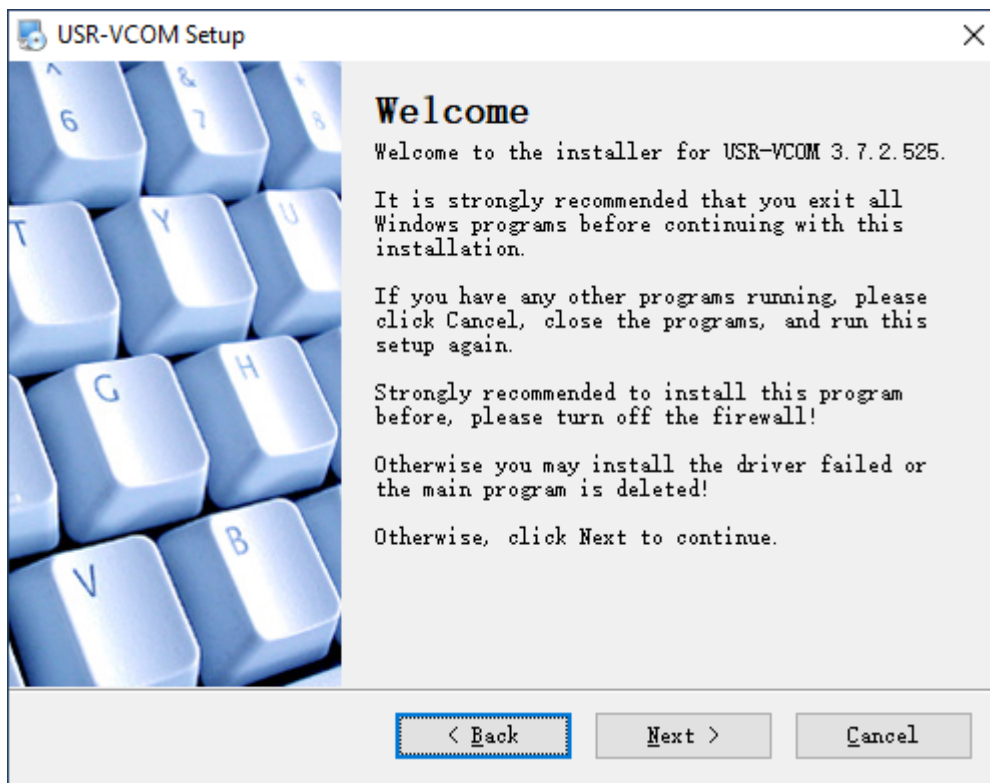 USR-VCOM Setup
^
6
&
7
*
8
T
Y
U
G
H
V
B
Welcome
Welcome to the installer for USR-VCOM 3.7.2.525.
It is strongly recommended that you exit all
Windows programs before continuing with this
installation.
If you have any other programs running, please
click Cancel, close the programs, and run this
setup again.
Strongly recommended to install this program
before, please turn off the firewall!
Otherwise you may install the driver failed or
the main program is deleted!
Otherwise, click Next to continue.
< Back
Next >
Cancel